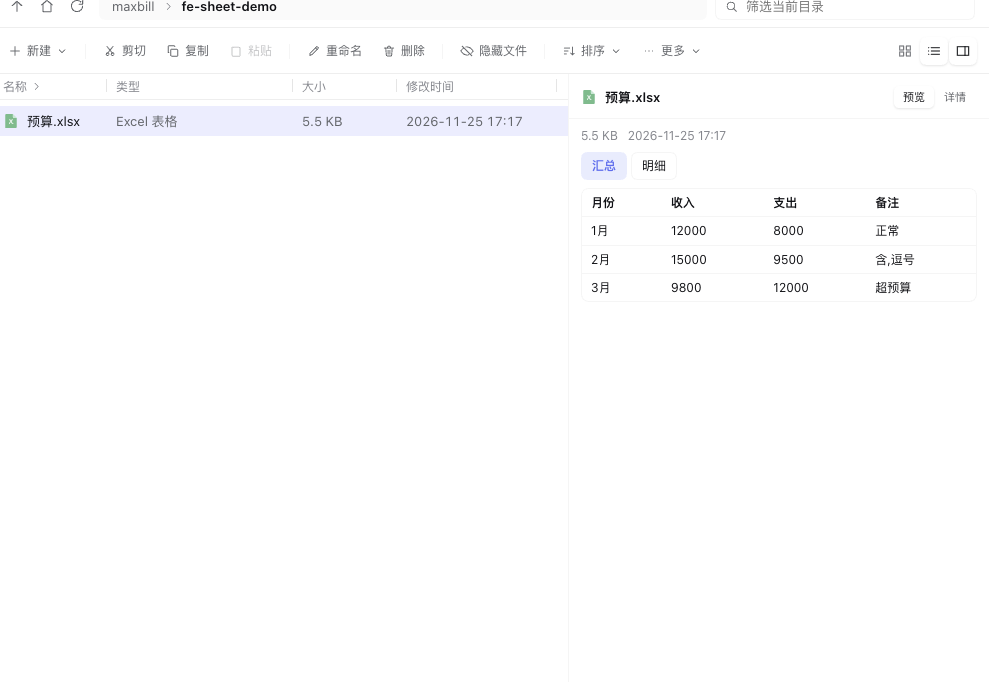 maxbill > fe-sheet-demo
筛选当前目录
新建 剪切 复制 粘贴 重命名 删除 隐藏文件 排序 更多
名称 类型 大小 修改时间
预算.xlsx Excel 表格 5.5 KB 2026-11-25 17:17
预算.xlsx 预览 详情
5.5 KB 2026-11-25 17:17
汇总 明细
月份 收入 支出 备注
1月 12000 8000 正常
2月 15000 9500 含,逗号
3月 9800 12000 超预算